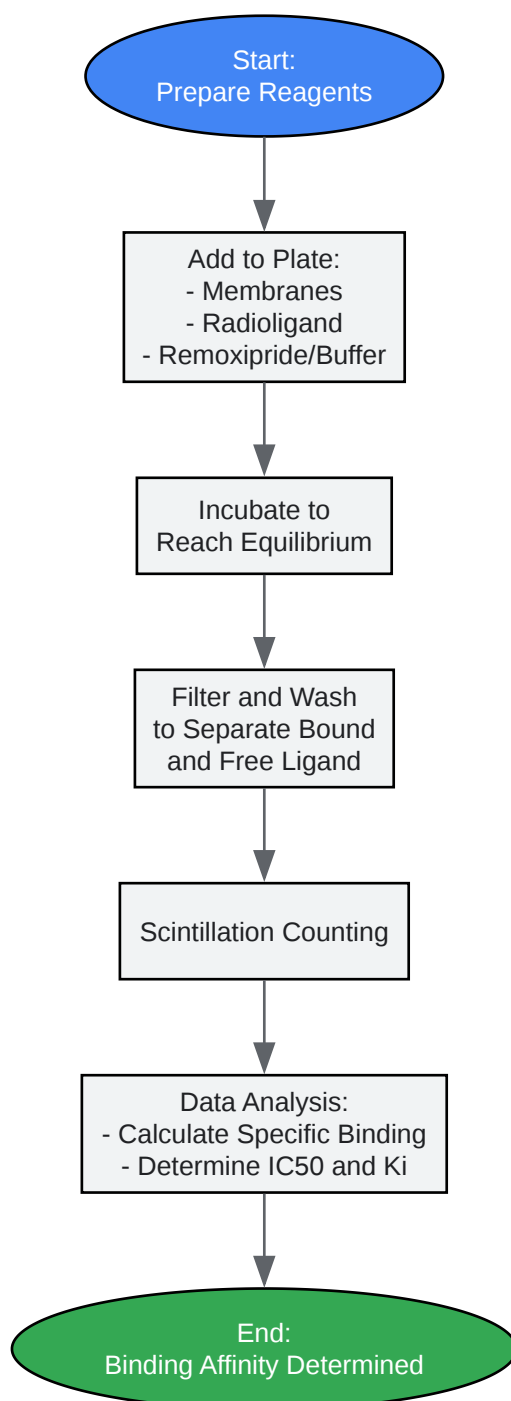 Start:
Prepare Reagents
Add to Plate:
- Membranes
- Radioligand
- Remoxipride/Buffer
Incubate to
Reach Equilibrium
Filter and Wash
to Separate Bound
and Free Ligand
Scintillation Counting
Data Analysis:
- Calculate Specific Binding
- Determine IC50 and Ki
End:
Binding Affinity Determined